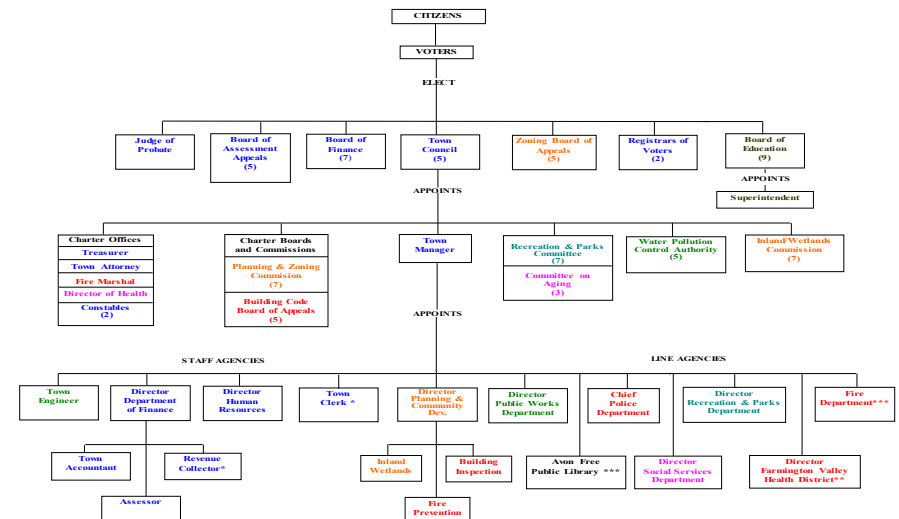 CITIZENS
VOTERS
ELECT
Judge of
Probate
Board of
Assessment
Appeals
(5)
Board of
Finance
(7)
Town
Council
(5)
Zoning Board of
Appeals
(5)
Registrars of
Voters
(2)
Board of
Education
(9)
APPOINTS
Superintendent
APPOINTS
Charter Offices
Treasurer
Town Attorney
Fire Marshal
Director of Health
Constables
(2)
Charter Boards
and Commissions
Planning & Zoning
Commision
(7)
Building Code
Board of Appeals
(5)
Town
Manager
Recreation & Parks
Committee
(7)
Committee on
Aging
(3)
Water Pollution
Control Authority
(5)
Inland/Wetlands
Commission
(7)
APPOINTS
STAFF AGENCIES
LINE AGENCIES
Town
Engineer
Director
Department
of Finance
Director
Human
Resources
Town
Clerk *
Director
Planning &
Community
Dev.
Director
Public Works
Department
Chief
Police
Department
Director
Recreation & Parks
Department
Fire
Department***
Town
Accountant
Revenue
Collector*
Inland
Wetlands
Building
Inspection
Avon Free
Public Library ***
Director
Social Services
Department
Director
Farmington Valley
Health District**
Assessor
Fire
Prevention